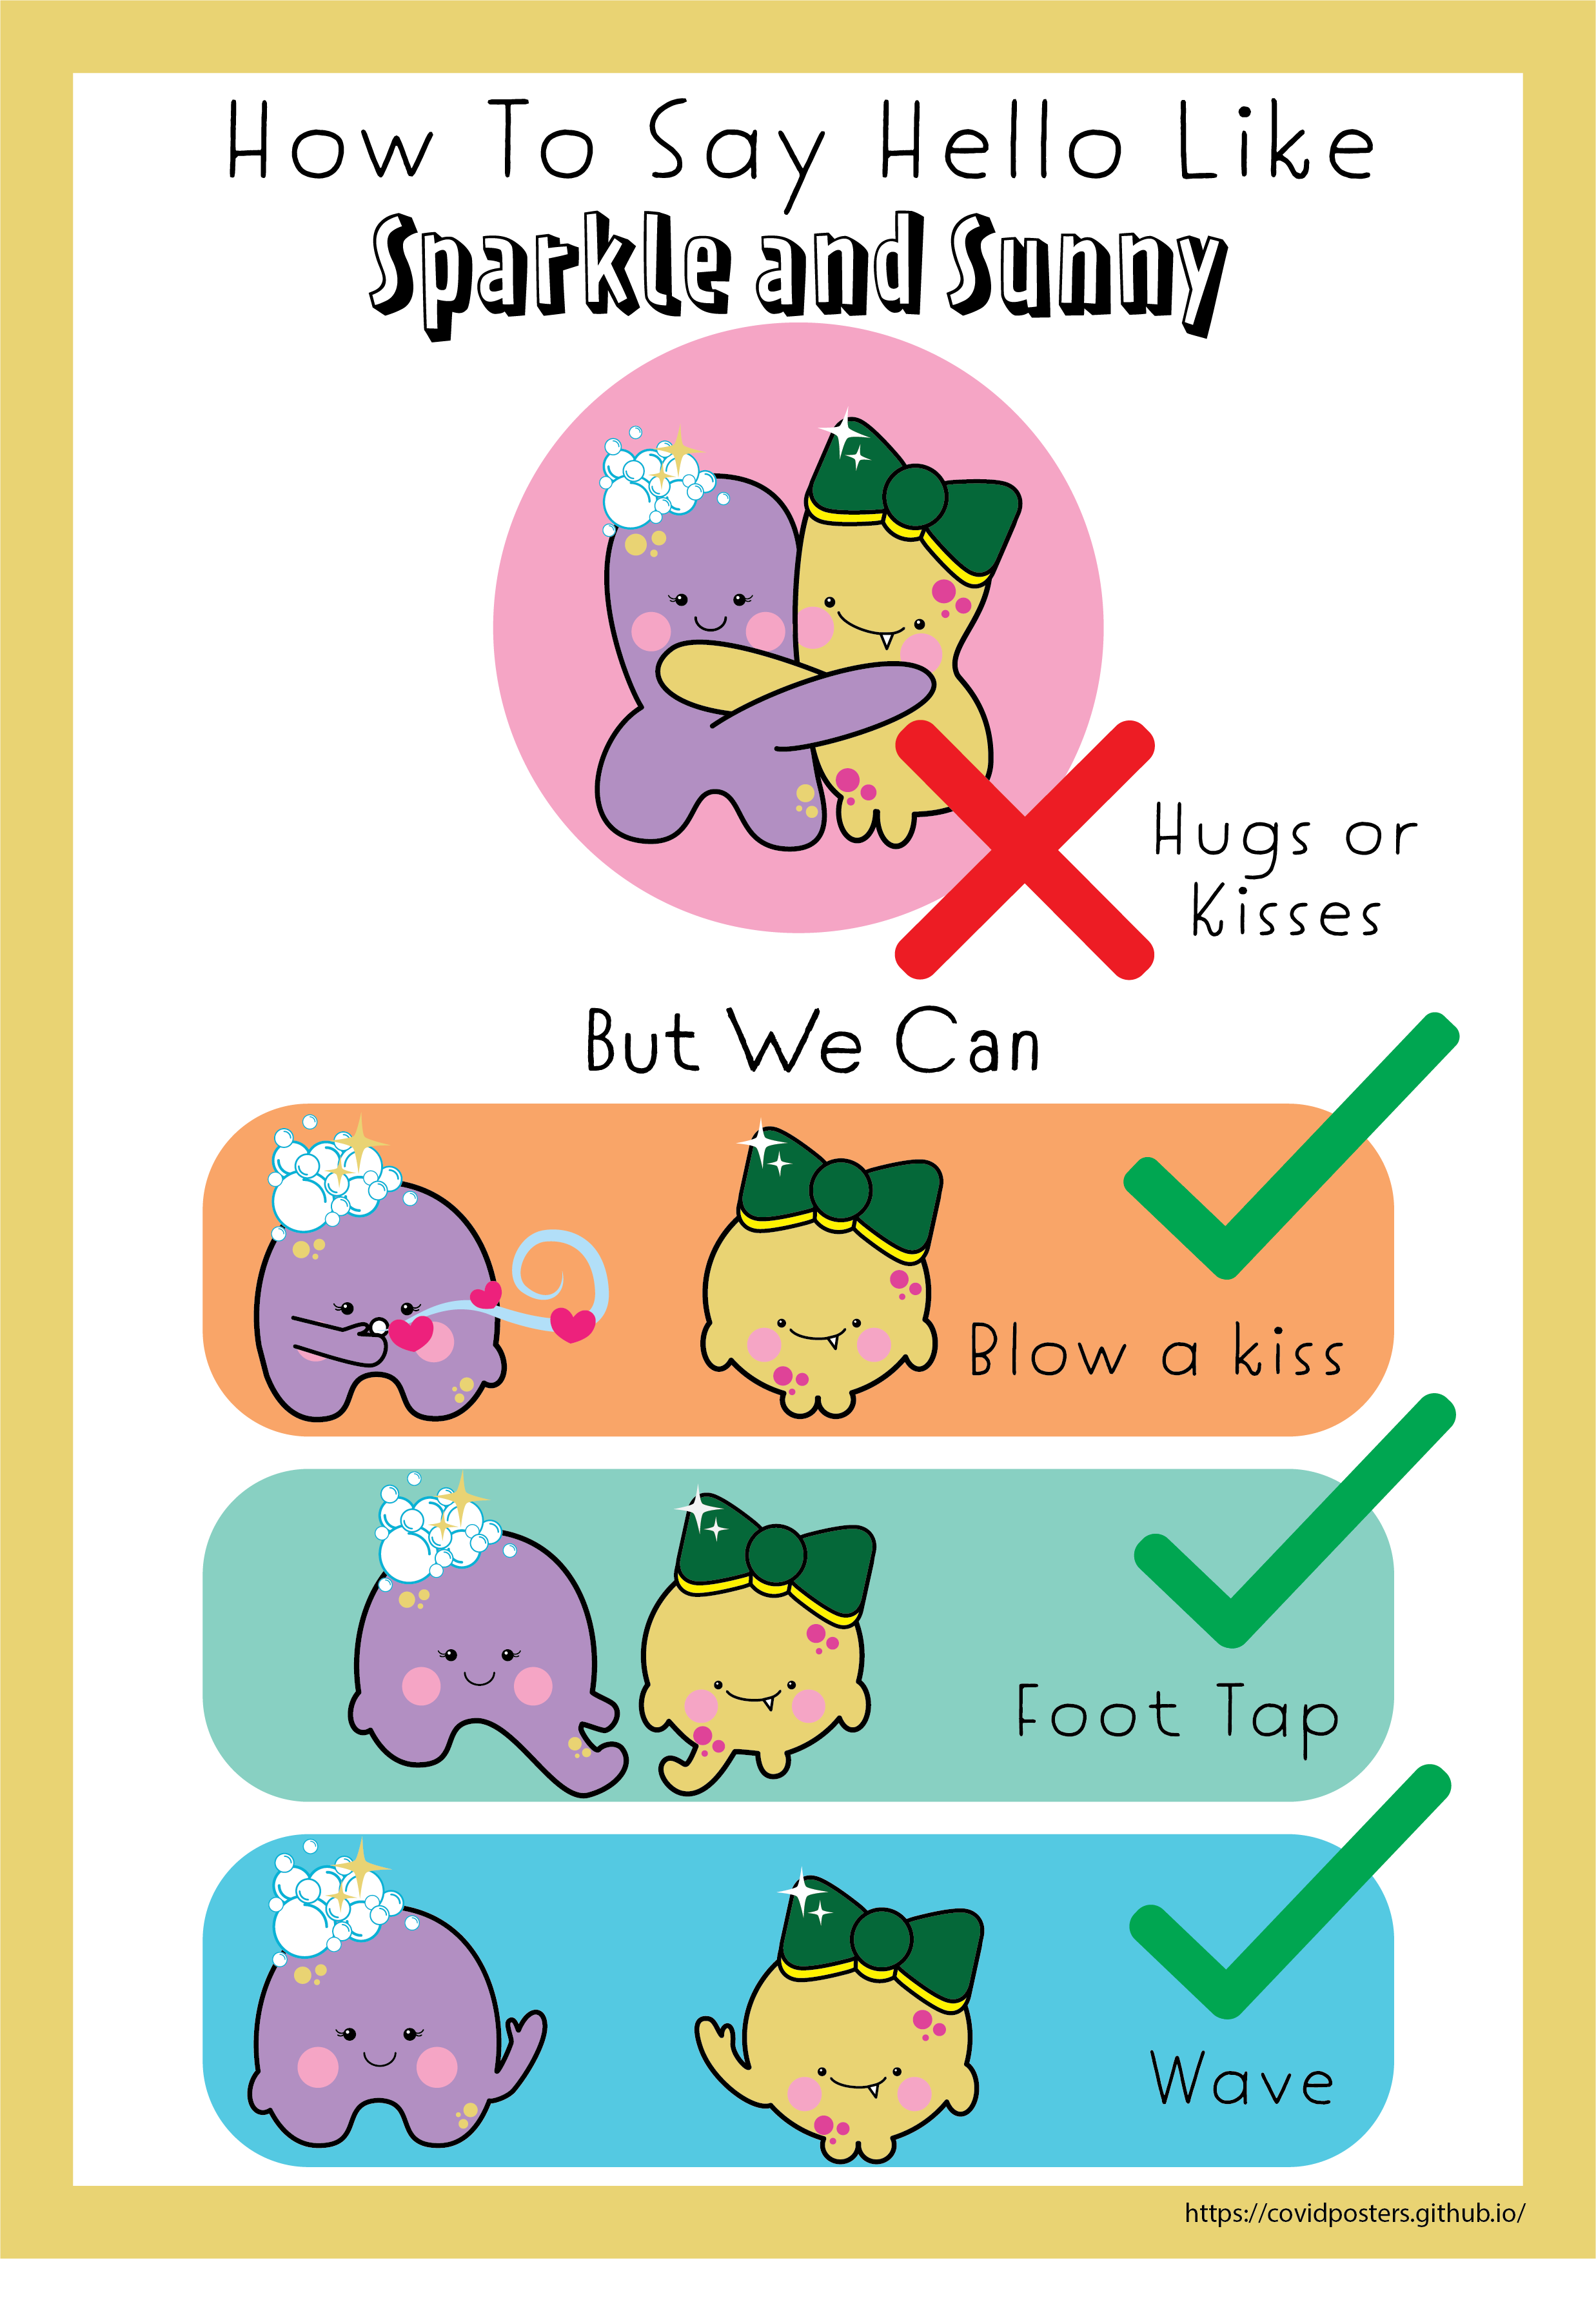 How To Say Hello Like
Sparkle and Sunny
Hugs or
Kisses
But We Can
Blow a kiss
Foot Tap
Wave
https://covidposters.github.io/